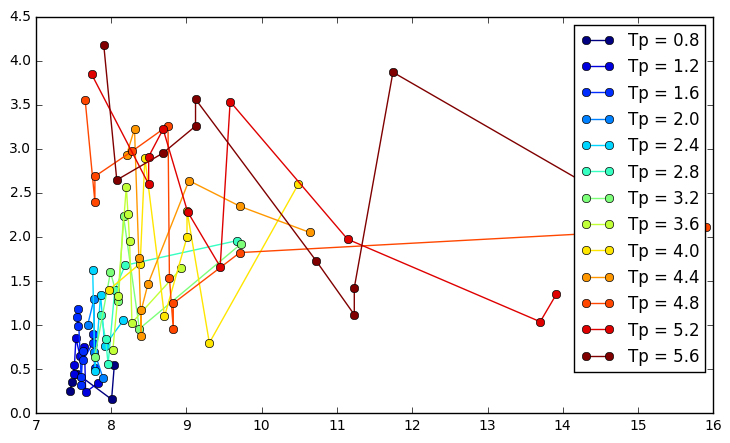 4.5
4.0
3.5
3.0
2.5
2.0
1.5
1.0
0.5
0.0
7 8 9 10 11 12 13 14 15 16
Tp = 0.8
Tp = 1.2
Tp = 1.6
Tp = 2.0
Tp = 2.4
Tp = 2.8
Tp = 3.2
Tp = 3.6
Tp = 4.0
Tp = 4.4
Tp = 4.8
Tp = 5.2
Tp = 5.6